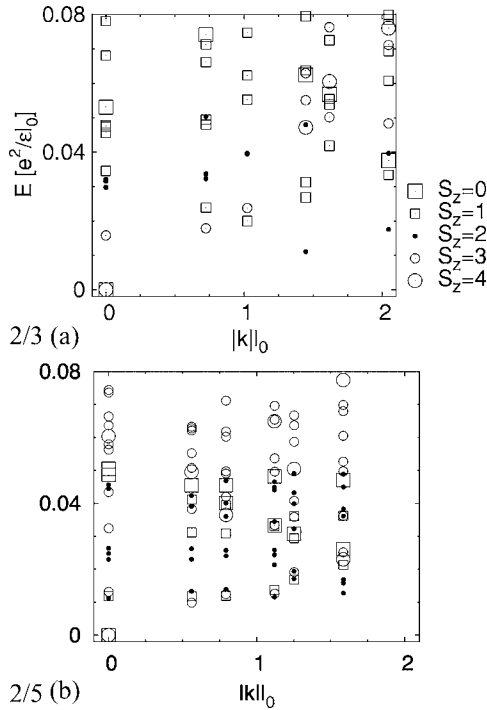 0.08
0.04
0
E [e²/εl₀]
0 1 2
|k|l₀
S_z=0
S_z=1
S_z=2
S_z=3
S_z=4
2/3 (a)
0.08
0.04
0
0 1 2
|k|l₀
2/5 (b)